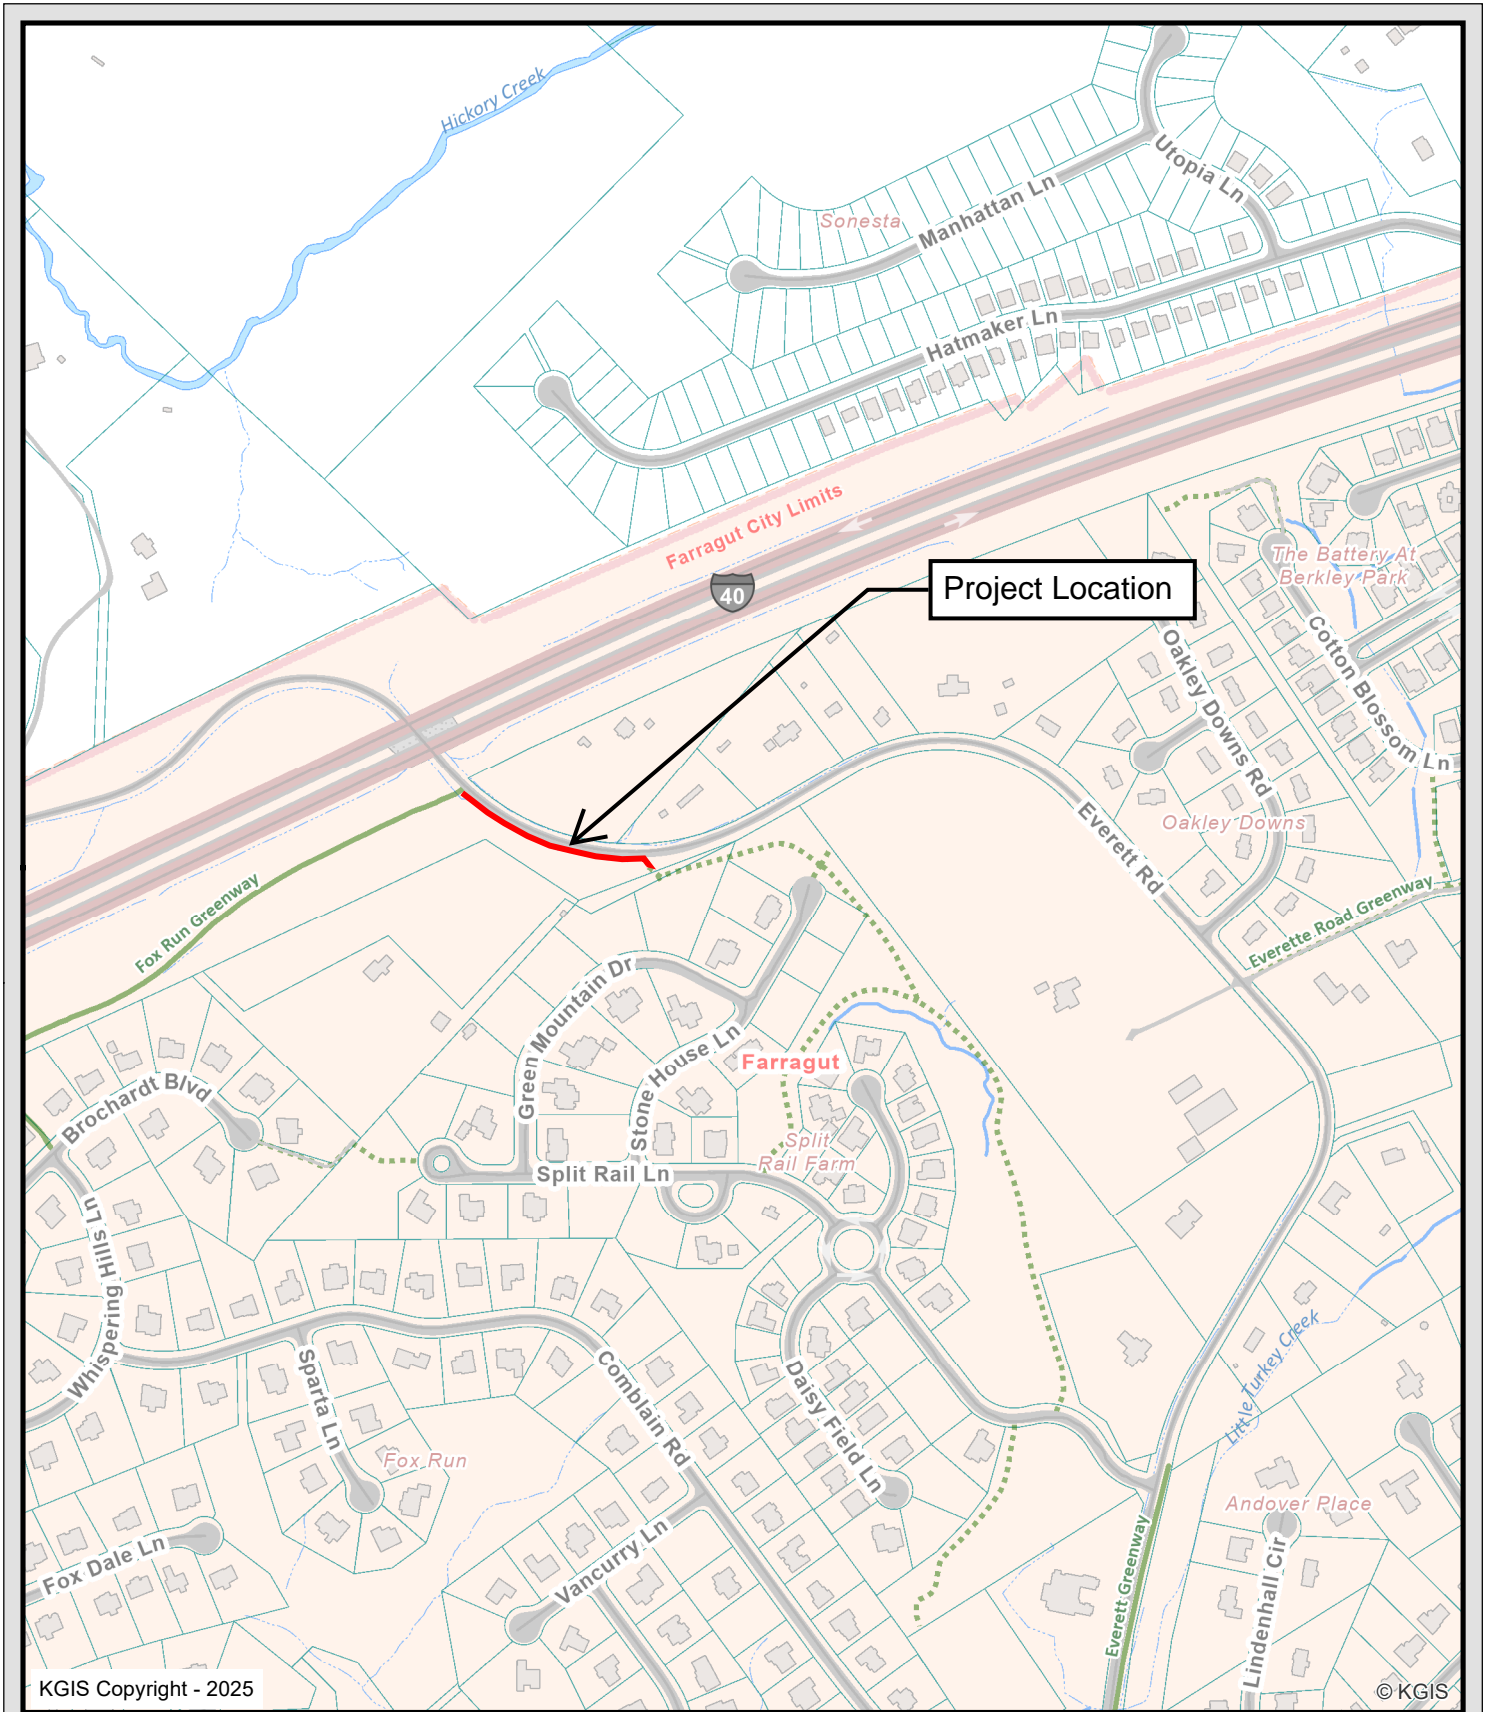 Hickory Creek
Utopia Ln
Manhattan Ln
Sonesta
Hatmaker Ln
Farragut City Limits
40
Project Location
The Battery At
Berkley Park
Cotton Blossom Ln
Oakley Downs Rd
Oakley Downs
Everett Rd
Fox Run Greenway
Everette Road Greenway
Green Mountain Dr
Stone House Ln
Farragut
Brochardt Blvd
Split
Rail Farm
Split Rail Ln
Whispering Hills Ln
Little Turkey Creek
Sparta Ln
Comblain Rd
Daisy Field Ln
Fox Run
Andover Place
Fox Dale Ln
Vancurry Ln
Everett Greenway
Lindenhall Cir
KGIS Copyright - 2025
© KGIS